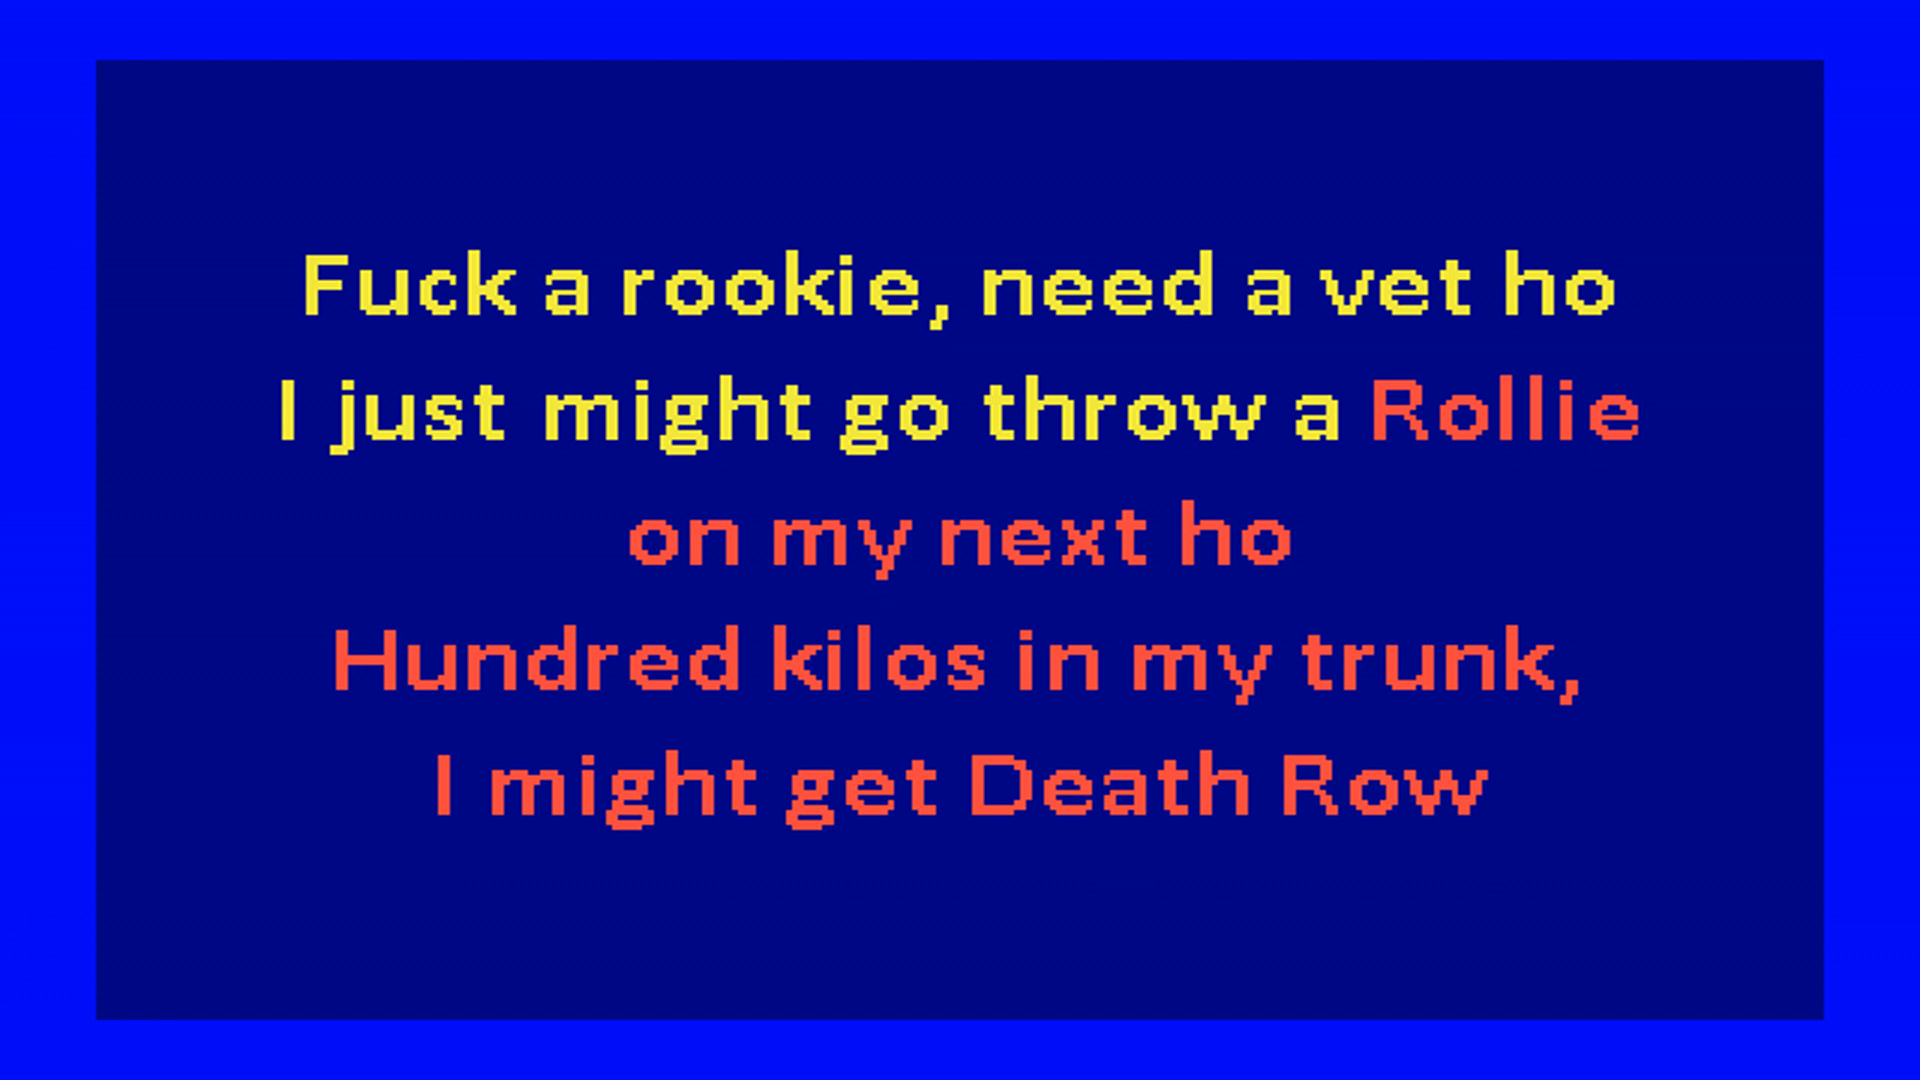 Fuck a rookie, need a vet ho
I just might go throw a Rollie
on my next ho
Hundred kilos in my trunk,
I might get Death Row